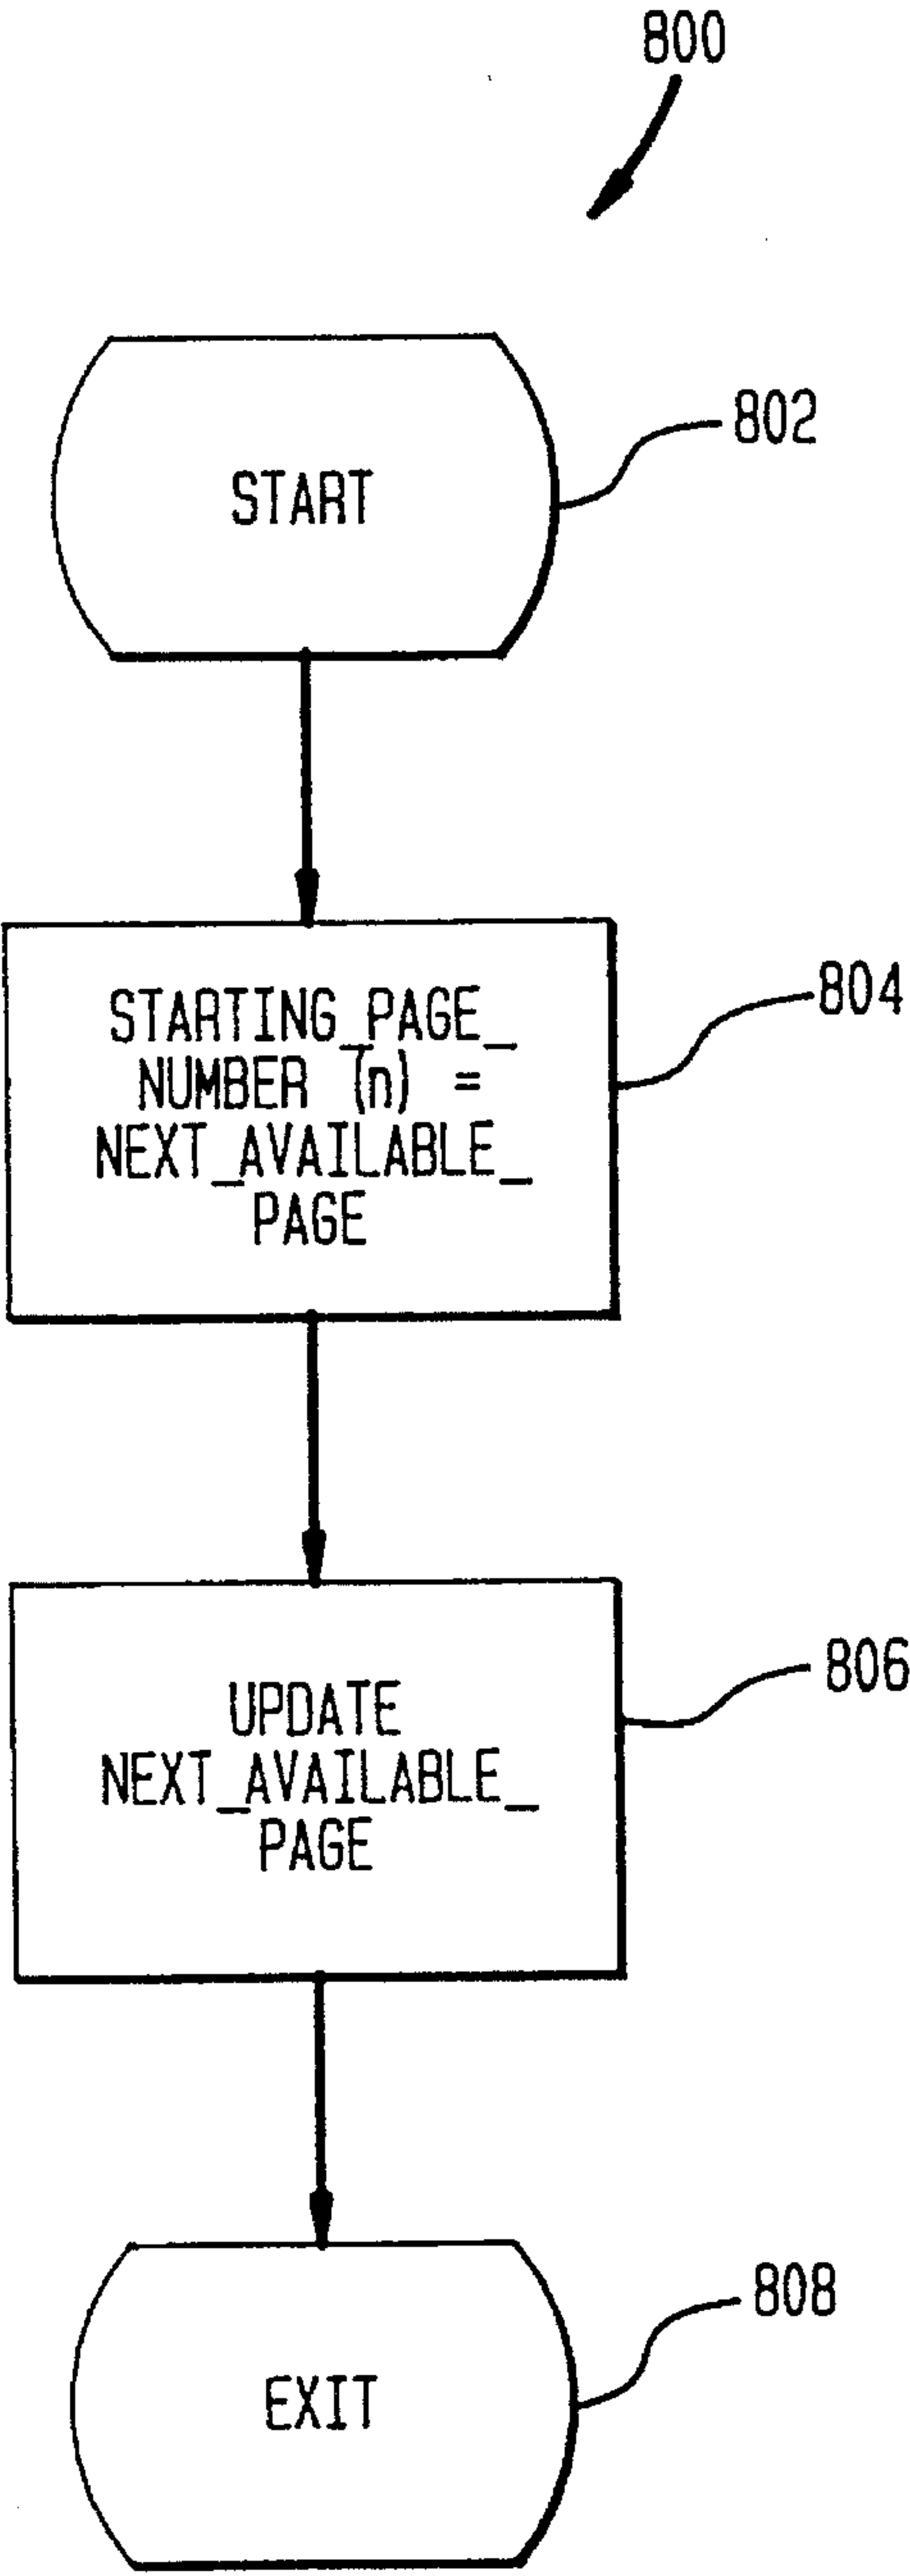 800
802
START
804
STARTING_PAGE_
NUMBER (n) =
NEXT_AVAILABLE_
PAGE
806
UPDATE
NEXT_AVAILABLE_
PAGE
808
EXIT